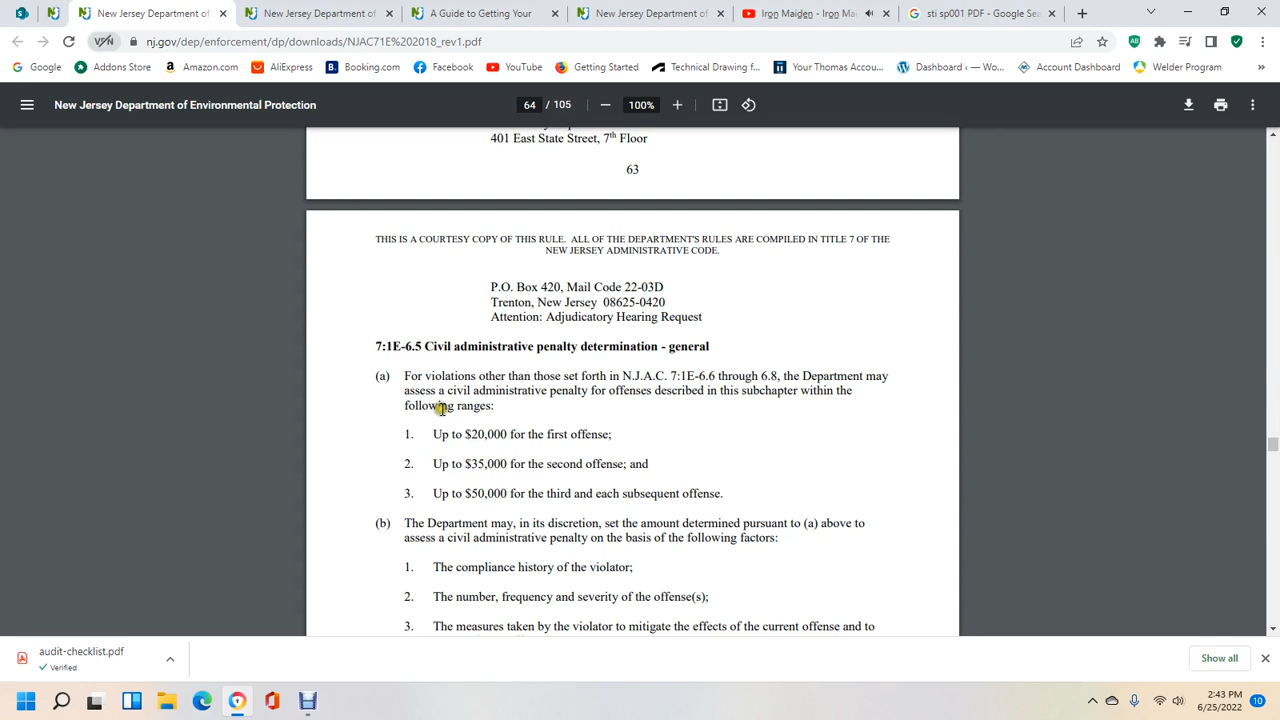 New Jersey Department of
New Jersey Department of
A Guide to Getting Your
New Jersey Department of
Iron Maiden - Iron Ma
sti sp001 PDF - Google Sea
VPN
nj.gov/dep/enforcement/dp/downloads/NJAC71E%202018_rev1.pdf
Google
Addons Store
Amazon.com
AliExpress
Booking.com
Facebook
YouTube
Getting Started
Technical Drawing f...
Your Thomas Accou...
Dashboard ‹ — Wo...
Account Dashboard
Welder Program
»
New Jersey Department of Environmental Protection
64 / 105
100%
401 East State Street, 7th Floor
63
THIS IS A COURTESY COPY OF THIS RULE. ALL OF THE DEPARTMENT'S RULES ARE COMPILED IN TITLE 7 OF THE
NEW JERSEY ADMINISTRATIVE CODE.
P.O. Box 420, Mail Code 22-03D
Trenton, New Jersey 08625-0420
Attention: Adjudicatory Hearing Request
7:1E-6.5 Civil administrative penalty determination - general
(a) For violations other than those set forth in N.J.A.C. 7:1E-6.6 through 6.8, the Department may
assess a civil administrative penalty for offenses described in this subchapter within the
following ranges:
1. Up to $20,000 for the first offense;
2. Up to $35,000 for the second offense; and
3. Up to $50,000 for the third and each subsequent offense.
(b) The Department may, in its discretion, set the amount determined pursuant to (a) above to
assess a civil administrative penalty on the basis of the following factors:
1. The compliance history of the violator;
2. The number, frequency and severity of the offense(s);
3. The measures taken by the violator to mitigate the effects of the current offense and to
audit-checklist.pdf
Verified
Show all
2:43 PM
6/25/2022
10